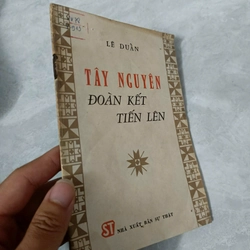 LÊ DUẨN
TÂY NGUYÊN
ĐOÀN KẾT
TIẾN LÊN
ST NHÀ XUẤT BẢN SỰ THẬT